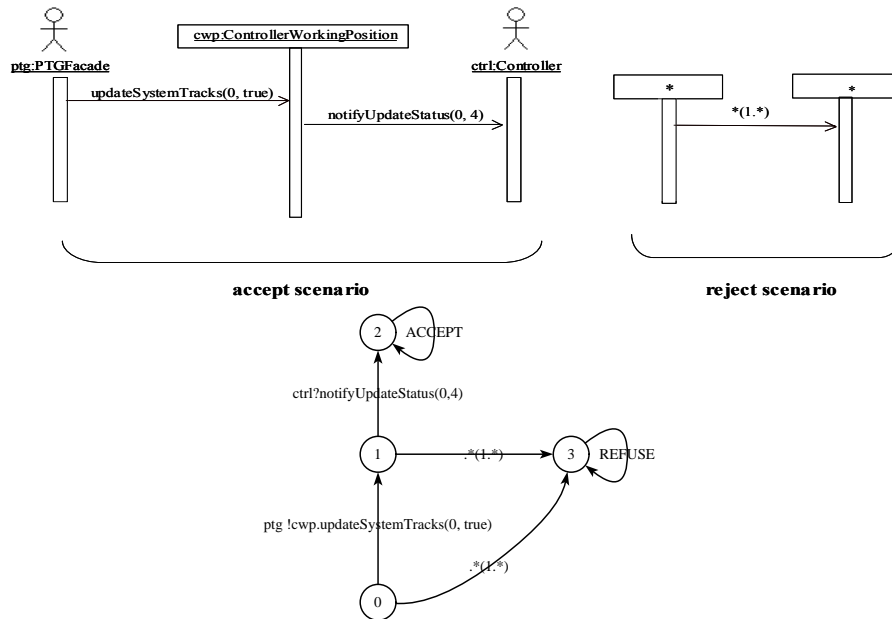 cwp:ControllerWorkingPosition
ptg:PTGFacade
ctrl:Controller
updateSystemTracks(0, true)
notifyUpdateStatus(0, 4)
*
*
*(1.*)
accept scenario
reject scenario
2
ACCEPT
ctrl?notifyUpdateStatus(0,4)
1
.*(1.*)
3
REFUSE
ptg !cwp.updateSystemTracks(0, true)
.*(1.*)
0